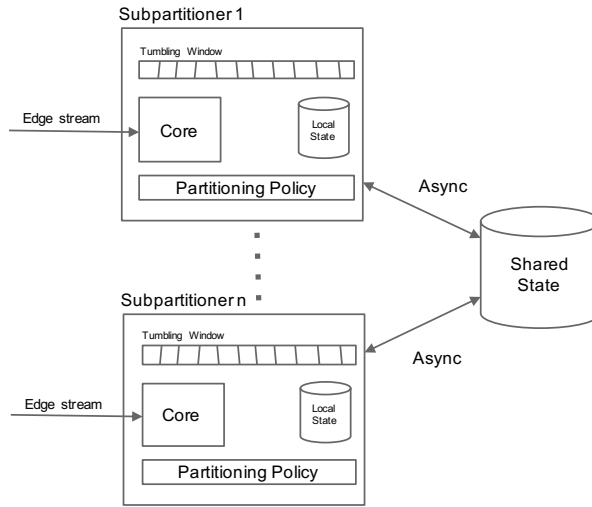 Subpartitioner 1
Tumbling Window
Edge stream
Core
Local
State
Partitioning Policy
Async
Shared
State
Subpartitioner n
Tumbling Window
Async
Edge stream
Core
Local
State
Partitioning Policy